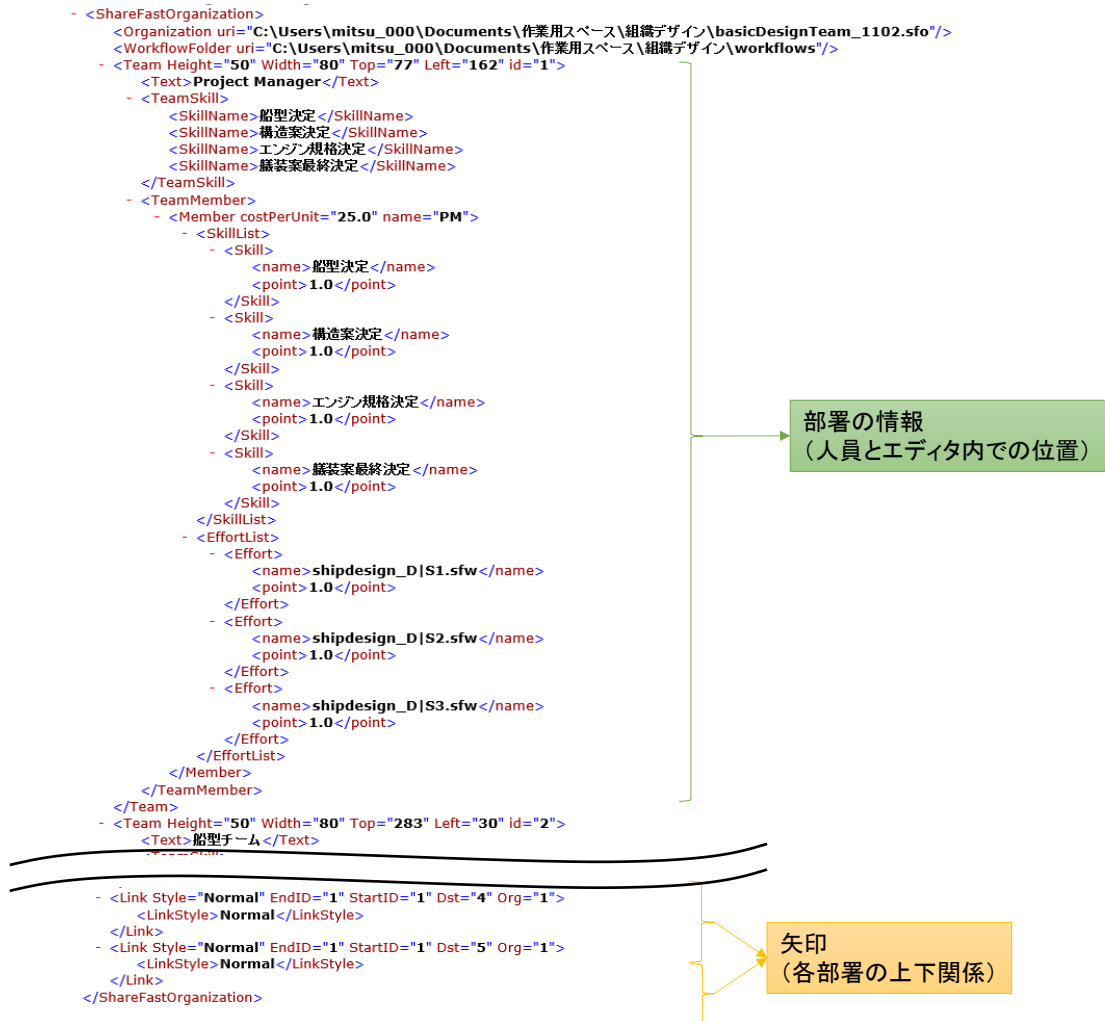 - <ShareFastOrganization>
<Organization uri="C:\Users\mitsu_000\Documents\作業用スペース\組織デザイン\basicDesignTeam_1102.sfo"/>
<WorkflowFolder uri="C:\Users\mitsu_000\Documents\作業用スペース\組織デザイン\workflows"/>
- <Team Height="50" Width="80" Top="77" Left="162" id="1">
<Text>Project Manager</Text>
- <TeamSkill>
<SkillName>船型決定</SkillName>
<SkillName>構造案決定</SkillName>
<SkillName>エンジン規格決定</SkillName>
<SkillName>艤装案最終決定</SkillName>
</TeamSkill>
- <TeamMember>
- <Member costPerUnit="25.0" name="PM">
- <SkillList>
- <Skill>
<name>船型決定</name>
<point>1.0</point>
</Skill>
- <Skill>
<name>構造案決定</name>
<point>1.0</point>
</Skill>
- <Skill>
<name>エンジン規格決定</name>
<point>1.0</point>
</Skill>
- <Skill>
<name>艤装案最終決定</name>
<point>1.0</point>
</Skill>
</SkillList>
- <EffortList>
- <Effort>
<name>shipdesign_D|S1.sfw</name>
<point>1.0</point>
</Effort>
- <Effort>
<name>shipdesign_D|S2.sfw</name>
<point>1.0</point>
</Effort>
- <Effort>
<name>shipdesign_D|S3.sfw</name>
<point>1.0</point>
</Effort>
</EffortList>
</Member>
</TeamMember>
</Team>
- <Team Height="50" Width="80" Top="283" Left="30" id="2">
<Text>船型チーム</Text>
- <Link Style="Normal" EndID="1" StartID="1" Dst="4" Org="1">
<LinkStyle>Normal</LinkStyle>
</Link>
- <Link Style="Normal" EndID="1" StartID="1" Dst="5" Org="1">
<LinkStyle>Normal</LinkStyle>
</Link>
</ShareFastOrganization>
部署の情報
（人員とエディタ内での位置）
矢印
（各部署の上下関係）